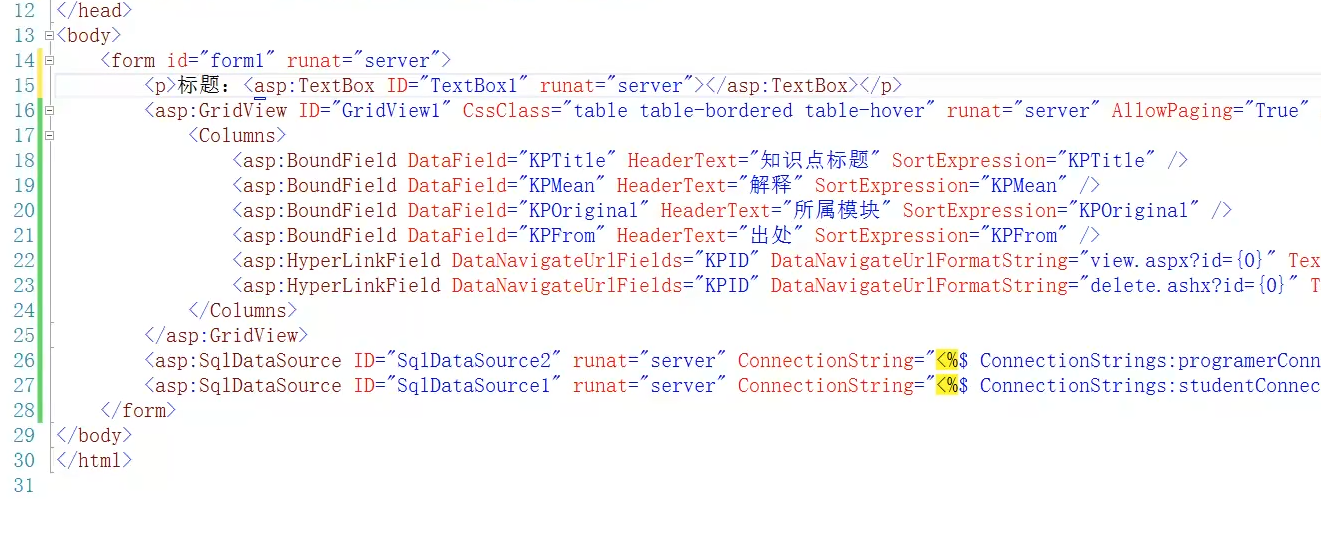 12 </head>
13 <body>
14 <form id="form1" runat="server">
15 <p>标题：<asp:TextBox ID="TextBox1" runat="server"></asp:TextBox></p>
16 <asp:GridView ID="GridView1" CssClass="table table-bordered table-hover" runat="server" AllowPaging="True"
17 <Columns>
18 <asp:BoundField DataField="KPTitle" HeaderText="知识点标题" SortExpression="KPTitle" />
19 <asp:BoundField DataField="KPMean" HeaderText="解释" SortExpression="KPMean" />
20 <asp:BoundField DataField="KPOriginal" HeaderText="所属模块" SortExpression="KPOriginal" />
21 <asp:BoundField DataField="KPFrom" HeaderText="出处" SortExpression="KPFrom" />
22 <asp:HyperLinkField DataNavigateUrlFields="KPID" DataNavigateUrlFormatString="view.aspx?id={0}" Tex
23 <asp:HyperLinkField DataNavigateUrlFields="KPID" DataNavigateUrlFormatString="delete.ashx?id={0}" T
24 </Columns>
25 </asp:GridView>
26 <asp:SqlDataSource ID="SqlDataSource2" runat="server" ConnectionString="<%$ ConnectionStrings:programerConn
27 <asp:SqlDataSource ID="SqlDataSource1" runat="server" ConnectionString="<%$ ConnectionStrings:studentConnec
28 </form>
29 </body>
30 </html>
31